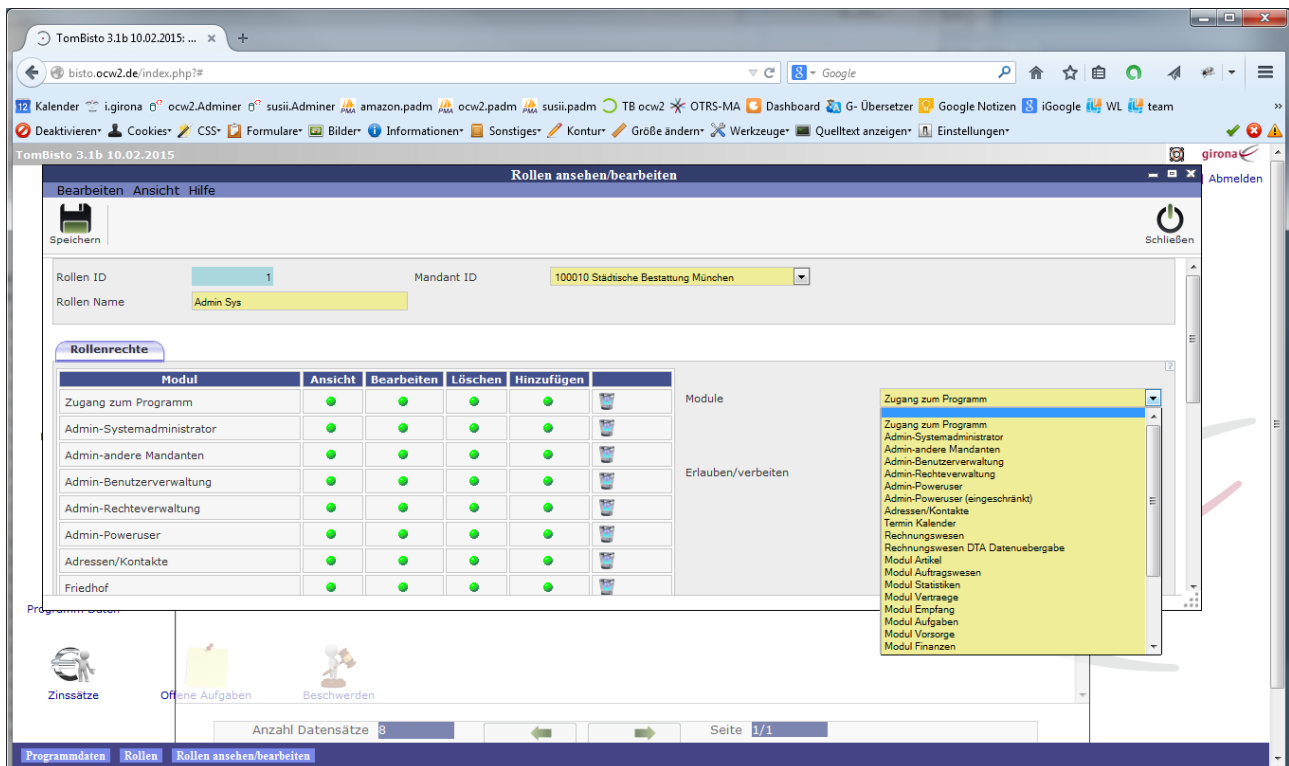 TomBisto 3.1b 10.02.2015: ...
bisto.ocw2.de/index.php?#
Google
Kalender i.girona ocw2.Adminer susii.Adminer amazon.padm ocw2.padm susii.padm TB ocw2 OTRS-MA Dashboard G- Übersetzer Google Notizen iGoogle WL team
Deaktivieren Cookies CSS Formulare Bilder Informationen Sonstiges Kontur Größe ändern Werkzeuge Quelltext anzeigen Einstellungen
TomBisto 3.1b 10.02.2015
girona
Rollen ansehen/bearbeiten
Abmelden
Bearbeiten Ansicht Hilfe
Speichern
Schließen
Rollen ID 1 Mandant ID 100010 Städtische Bestattung München
Rollen Name Admin Sys
Rollenrechte
Modul Ansicht Bearbeiten Löschen Hinzufügen
Zugang zum Programm
Admin-Systemadministrator
Admin-andere Mandanten
Admin-Benutzerverwaltung
Admin-Rechteverwaltung
Admin-Poweruser
Adressen/Kontakte
Friedhof
Module
Erlauben/verbeiten
Zugang zum Programm
Zugang zum Programm
Admin-Systemadministrator
Admin-andere Mandanten
Admin-Benutzerverwaltung
Admin-Rechteverwaltung
Admin-Poweruser
Admin-Poweruser (eingeschränkt)
Adressen/Kontakte
Termin Kalender
Rechnungswesen
Rechnungswesen DTA Datenuebergabe
Modul Artikel
Modul Auftragswesen
Modul Statistiken
Modul Vertraege
Modul Empfang
Modul Aufgaben
Modul Vorsorge
Modul Finanzen
Zinssätze
Offene Aufgaben
Beschwerden
Anzahl Datensätze 8
Seite 1/1
Programmdaten Rollen Rollen ansehen/bearbeiten